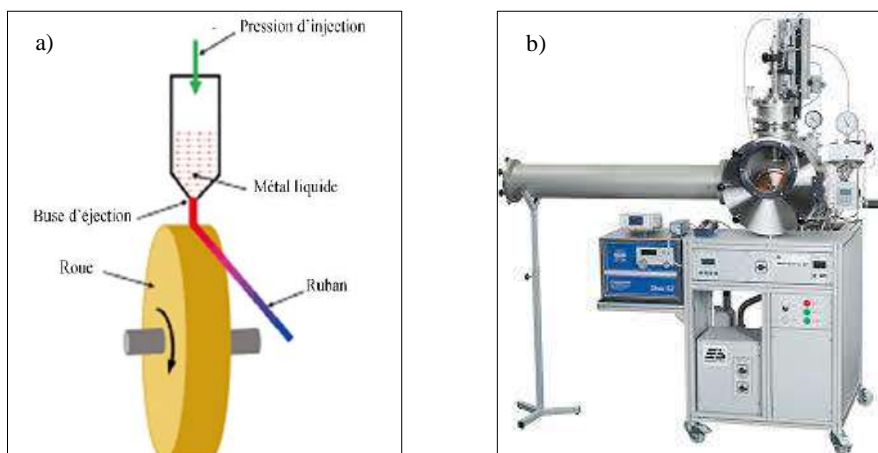 a)
Pression d'injection
Métal liquide
Buse d'éjection
Roue
Ruban
b)